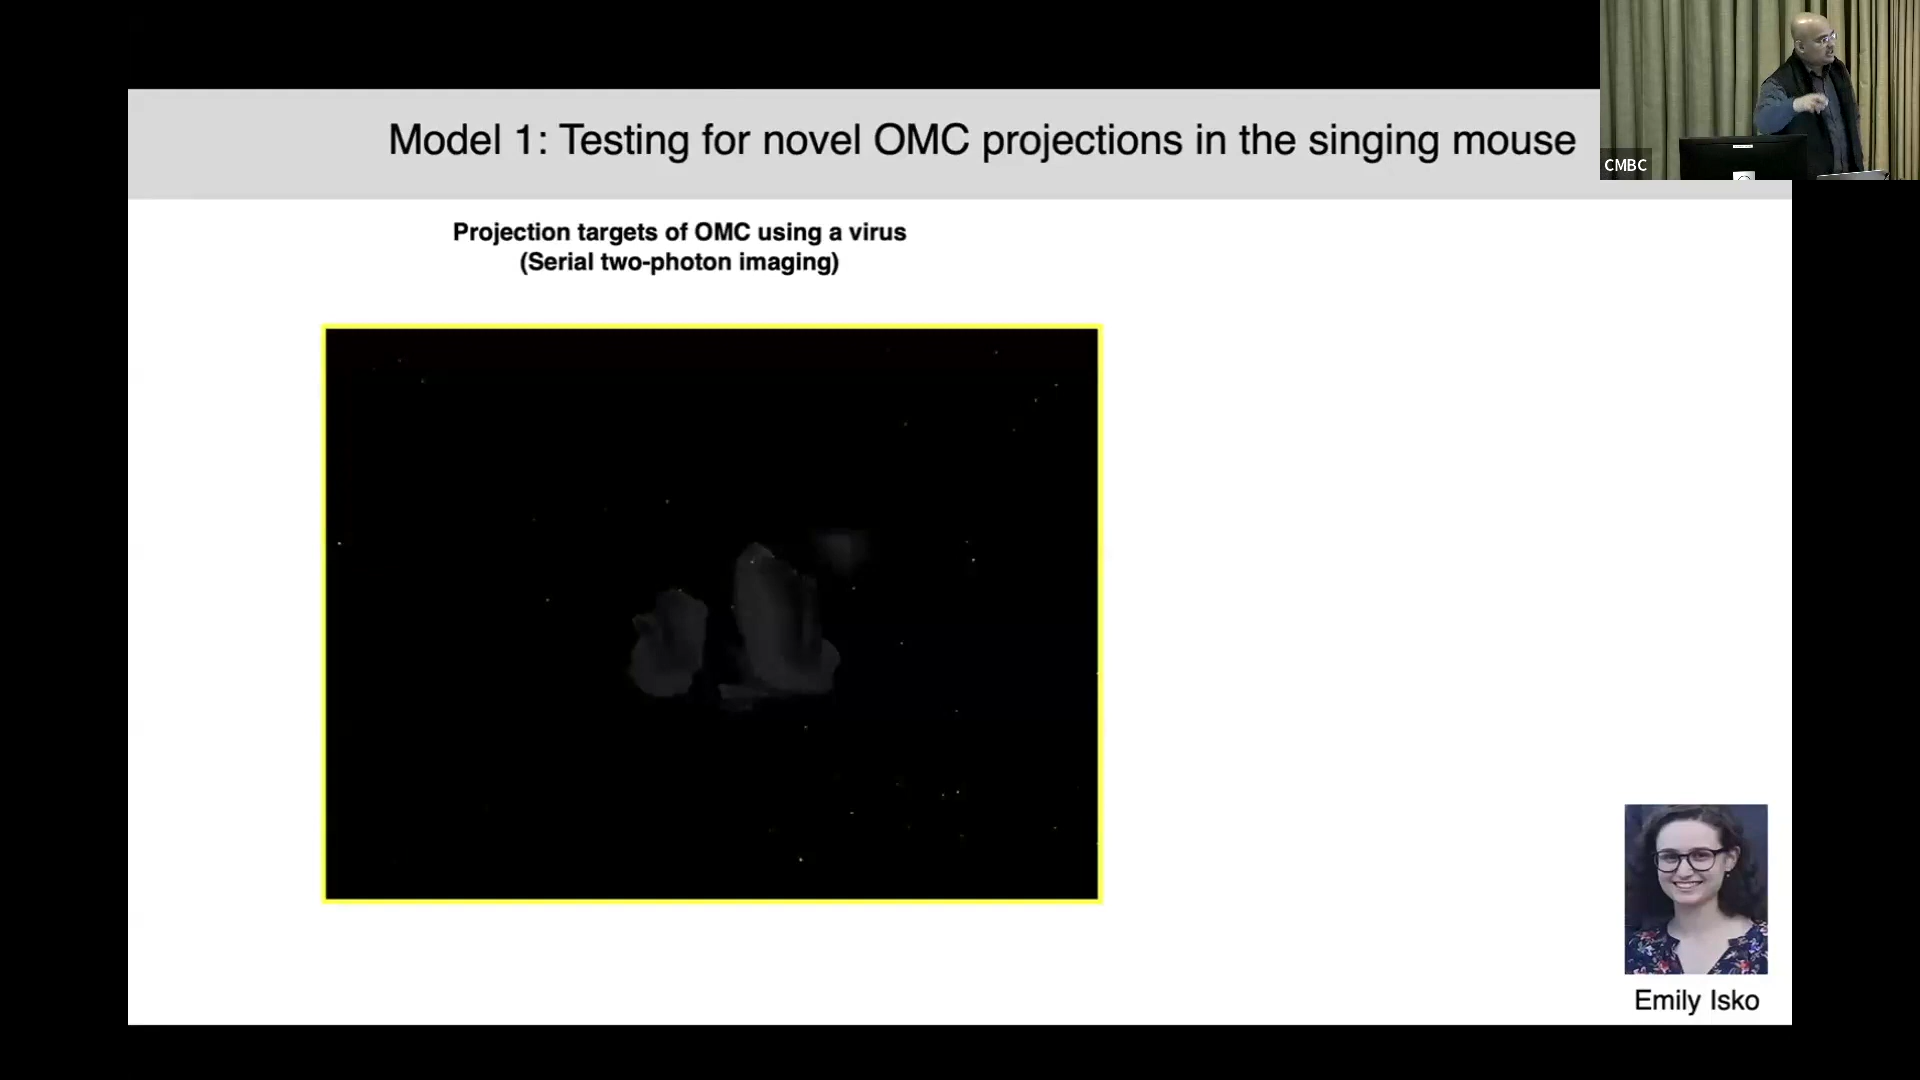 Model 1: Testing for novel OMC projections in the singing mouse
CMBC
Projection targets of OMC using a virus
(Serial two-photon imaging)
Emily Isko